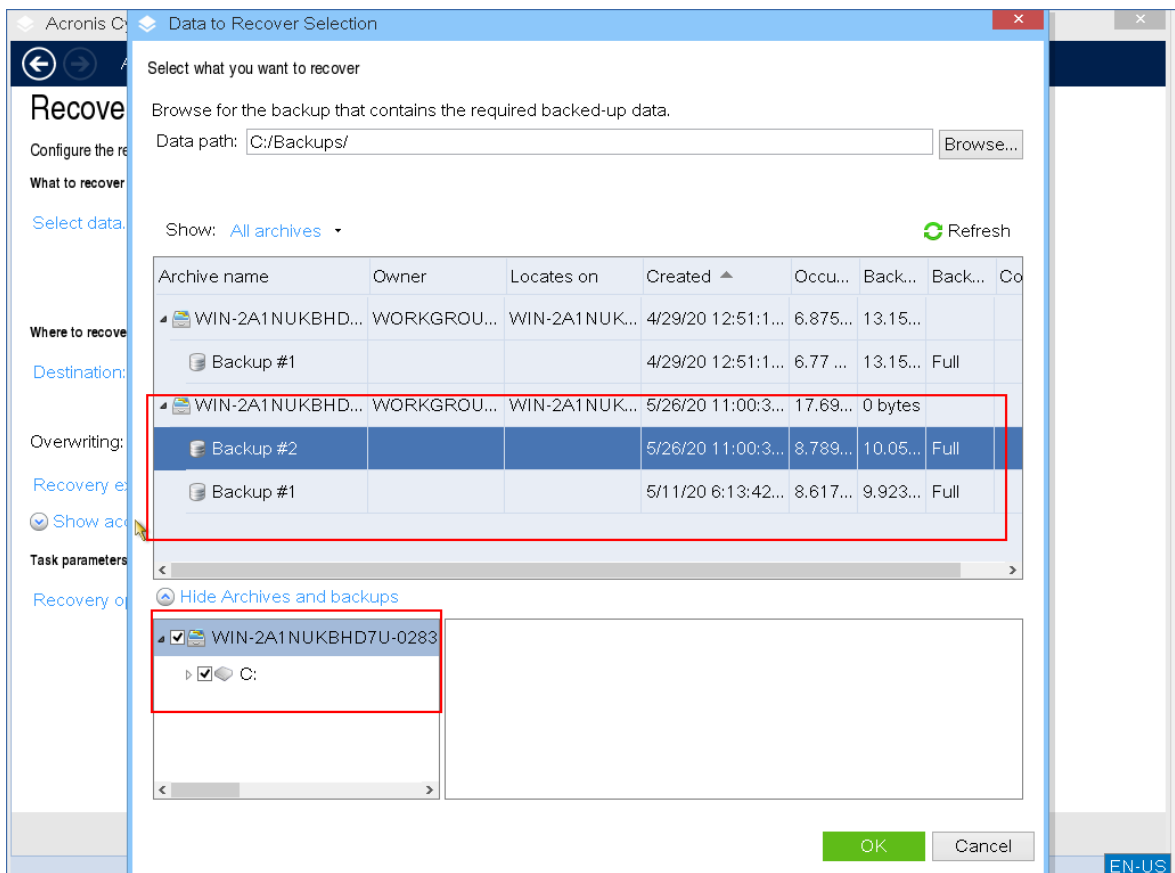 Acronis Cy
Data to Recover Selection
Select what you want to recover
Recove
Browse for the backup that contains the required backed-up data.
Configure the re
Data path: C:/Backups/ Browse...
What to recover
Select data.
Show: All archives Refresh
Archive name Owner Locates on Created Occu... Back... Back... Co
WIN-2A1NUKBHD... WORKGROU... WIN-2A1NUK... 4/29/20 12:51:1... 6.875... 13.15...
Where to recove
Backup #1 4/29/20 12:51:1... 6.77 ... 13.15... Full
Destination:
WIN-2A1NUKBHD... WORKGROU... WIN-2A1NUK... 5/26/20 11:00:3... 17.69... 0 bytes
Overwriting:
Backup #2 5/26/20 11:00:3... 8.789... 10.05... Full
Recovery ex
Backup #1 5/11/20 6:13:42... 8.617... 9.923... Full
Show acc
Task parameters
Hide Archives and backups
Recovery op
WIN-2A1NUKBHD7U-0283
C:
OK Cancel
EN-US